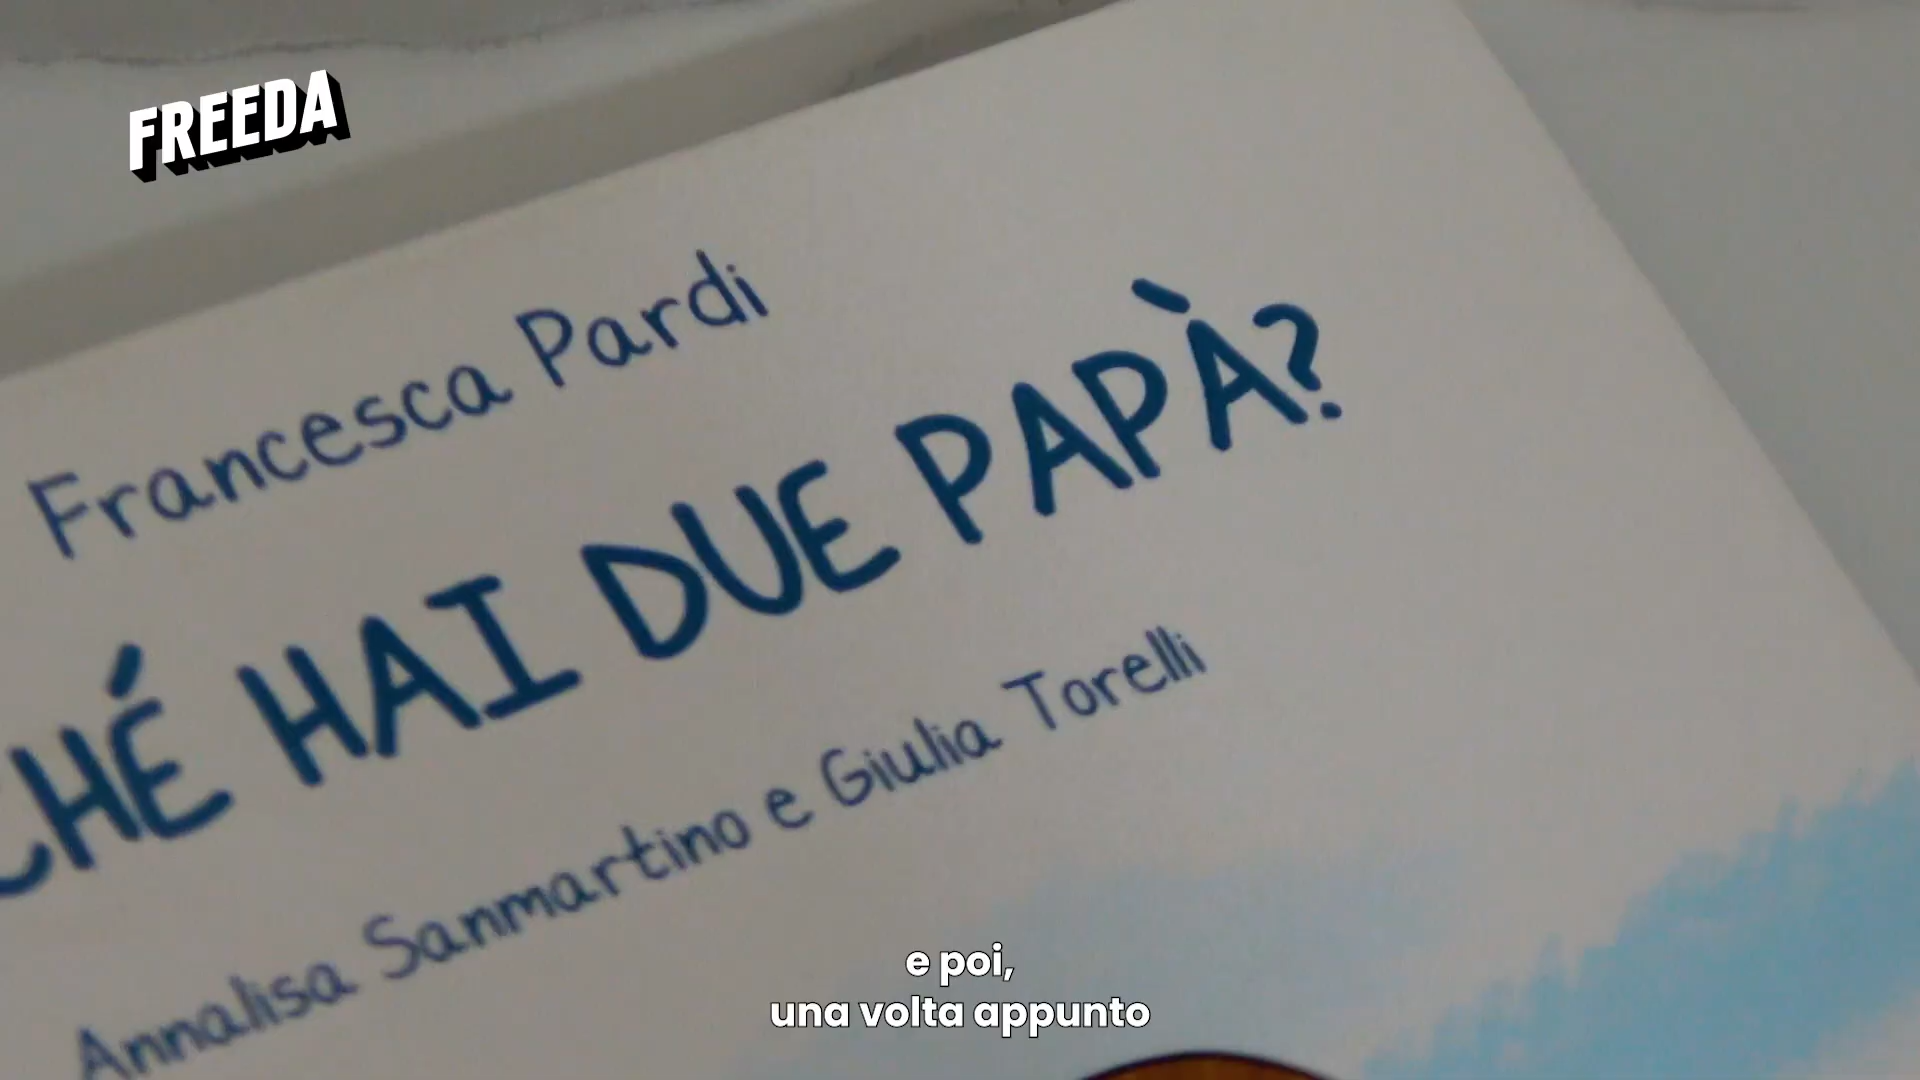 FREEDA
Francesca Pardi
CHÉ HAI DUE PAPÀ?
Annalisa Sanmartino e Giulia Torelli
e poi,
una volta appunto